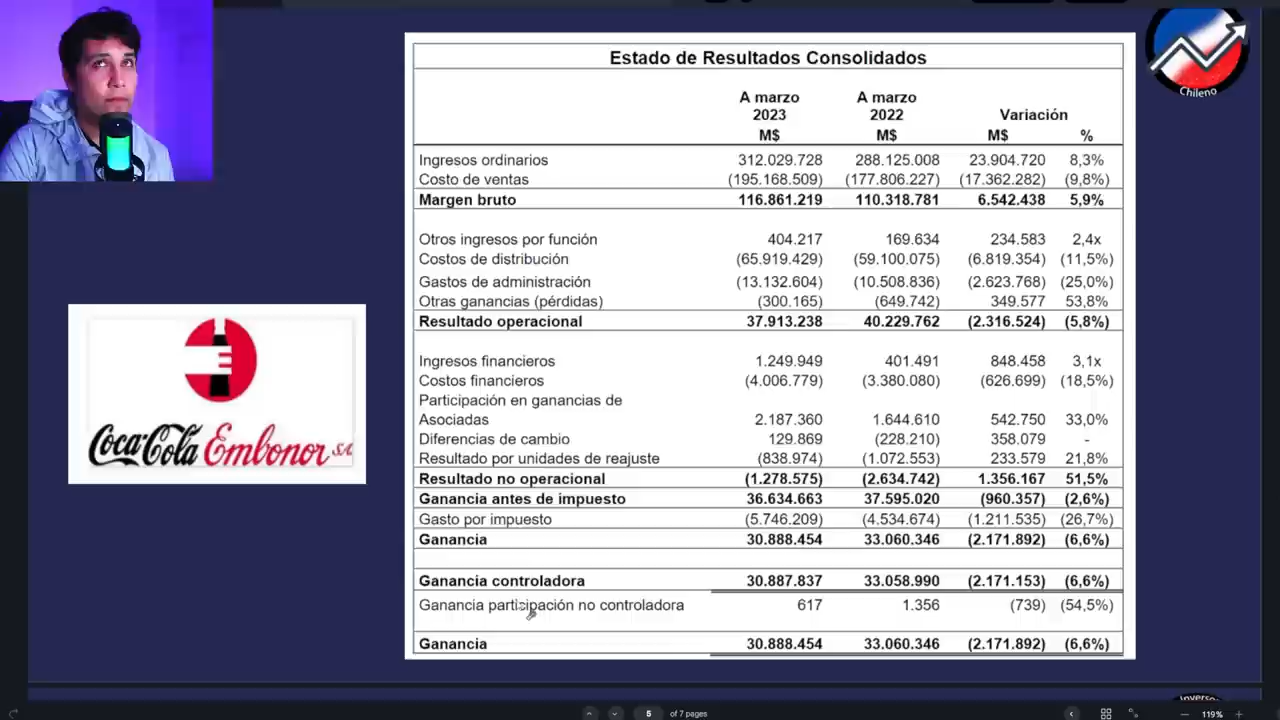 Chileno
Estado de Resultados Consolidados
A marzo A marzo
2023 2022 Variación
M$ M$ M$ %
Ingresos ordinarios 312.029.728 288.125.008 23.904.720 8,3%
Costo de ventas (195.168.509) (177.806.227) (17.362.282) (9,8%)
Margen bruto 116.861.219 110.318.781 6.542.438 5,9%
Otros ingresos por función 404.217 169.634 234.583 2,4x
Costos de distribución (65.919.429) (59.100.075) (6.819.354) (11,5%)
Gastos de administración (13.132.604) (10.508.836) (2.623.768) (25,0%)
Otras ganancias (pérdidas) (300.165) (649.742) 349.577 53,8%
Resultado operacional 37.913.238 40.229.762 (2.316.524) (5,8%)
Ingresos financieros 1.249.949 401.491 848.458 3,1x
Costos financieros (4.006.779) (3.380.080) (626.699) (18,5%)
Participación en ganancias de
Asociadas 2.187.360 1.644.610 542.750 33,0%
Diferencias de cambio 129.869 (228.210) 358.079 -
Resultado por unidades de reajuste (838.974) (1.072.553) 233.579 21,8%
Resultado no operacional (1.278.575) (2.634.742) 1.356.167 51,5%
Ganancia antes de impuesto 36.634.663 37.595.020 (960.357) (2,6%)
Gasto por impuesto (5.746.209) (4.534.674) (1.211.535) (26,7%)
Ganancia 30.888.454 33.060.346 (2.171.892) (6,6%)
Ganancia controladora 30.887.837 33.058.990 (2.171.153) (6,6%)
Ganancia participación no controladora 617 1.356 (739) (54,5%)
Ganancia 30.888.454 33.060.346 (2.171.892) (6,6%)
Coca-Cola Embonor S.A.
5 of 7 pages
119%